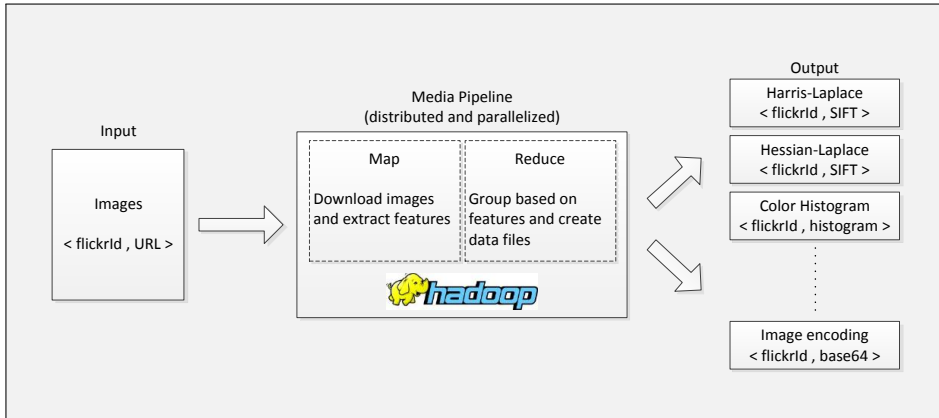 Input
Images
< flickrId , URL >
Media Pipeline
(distributed and parallelized)
Map
Download images
and extract features
Reduce
Group based on
features and create
data files
hadoop
Output
Harris-Laplace
< flickrId , SIFT >
Hessian-Laplace
< flickrId , SIFT >
Color Histogram
< flickrId , histogram >
Image encoding
< flickrId , base64 >